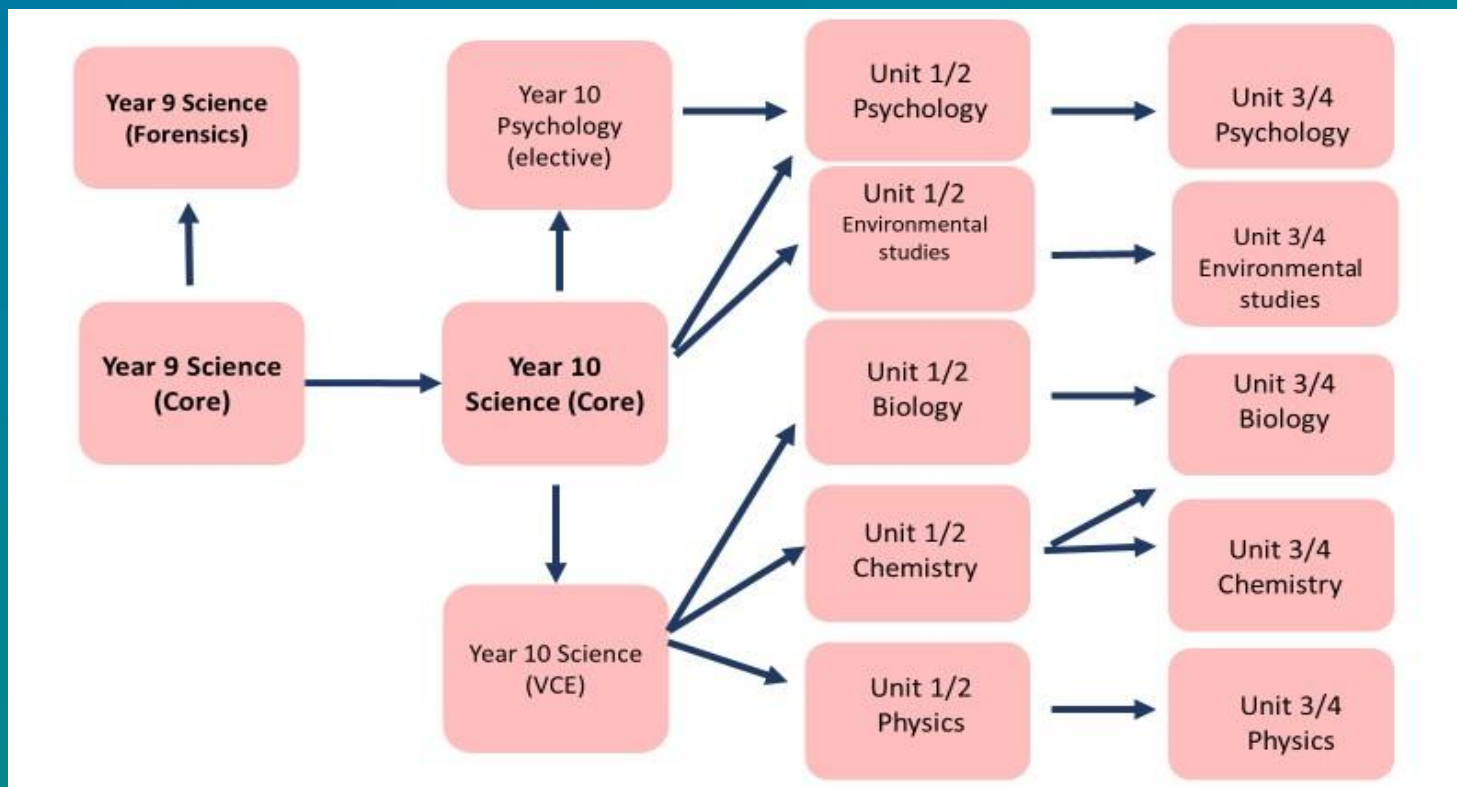 Year 9 Science
(Forensics)
Year 10
Psychology
(elective)
Unit 1/2
Psychology
Unit 3/4
Psychology
Unit 1/2
Environmental
studies
Unit 3/4
Environmental
studies
Year 9 Science
(Core)
Year 10
Science (Core)
Unit 1/2
Biology
Unit 3/4
Biology
Unit 1/2
Chemistry
Unit 3/4
Chemistry
Year 10 Science
(VCE)
Unit 1/2
Physics
Unit 3/4
Physics